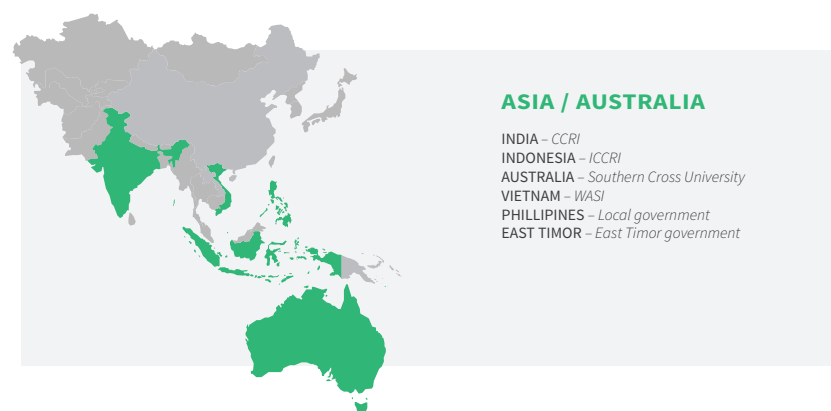 ASIA / AUSTRALIA
INDIA – CCRI
INDONESIA – ICCRI
AUSTRALIA – Southern Cross University
VIETNAM – WASI
PHILLIPINES – Local government
EAST TIMOR – East Timor government